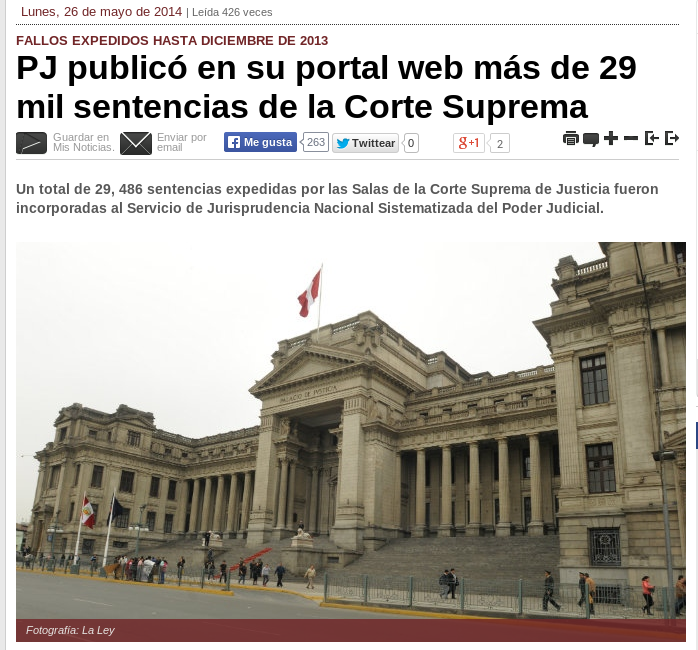 Lunes, 26 de mayo de 2014 | Leída 426 veces
FALLOS EXPEDIDOS HASTA DICIEMBRE DE 2013
PJ publicó en su portal web más de 29
mil sentencias de la Corte Suprema
Guardar en
Mis Noticias.
Enviar por
email
Me gusta 263
Twittear 0
g+1 2
Un total de 29, 486 sentencias expedidas por las Salas de la Corte Suprema de Justicia fueron
incorporadas al Servicio de Jurisprudencia Nacional Sistematizada del Poder Judicial.
PALACIO DE JUSTICIA
Fotografía: La Ley